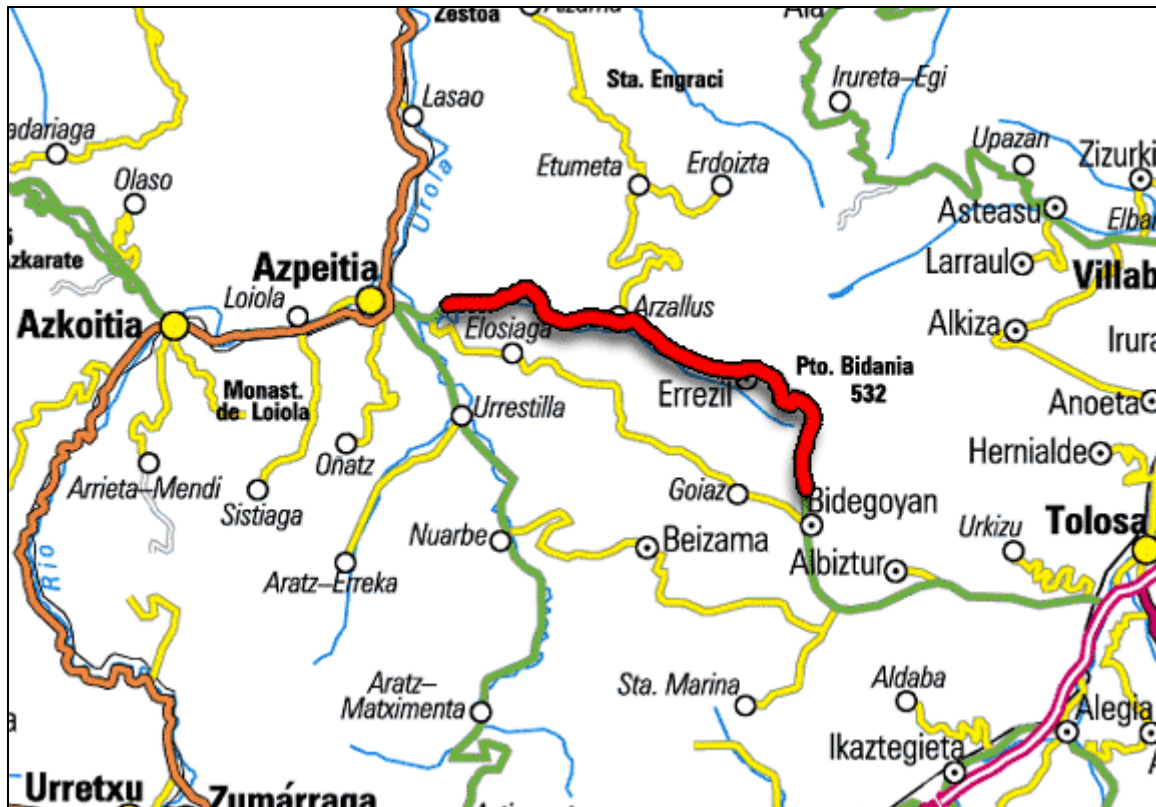 Zestoa
Aizarna
Ala
Lasao
Sta. Engraci
Irureta-Egi
adariaga
Olaso
Etumeta
Erdoizta
Upazan
Zizurki
Urola
Asteasu
Elbar
zkarate
Azpeitia
Larraul
Villab
Loiola
Arzallus
Azkoitia
Elosiaga
Alkiza
Irura
Pto. Bidania
532
Errezil
Monast.
de Loiola
Urrestilla
Anoeta
Oñatz
Hernialde
Arrieta-Mendi
Sistiaga
Goiaz
Bidegoyan
Urkizu
Tolosa
Nuarbe
Beizama
Albiztur
Rio
Aratz-Erreka
Aratz-
Matximenta
Sta. Marina
Aldaba
Alegia
Ikaztegieta
A
Urretxu
Zumárraga